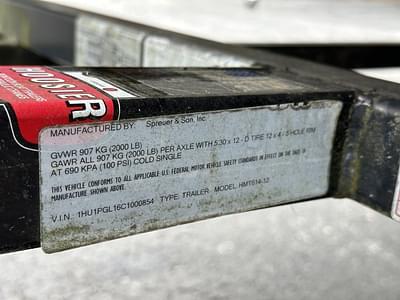 HOOSIER
MANUFACTURED BY: Spreuer & Son, Inc.
GVWR 907 KG (2000 LB)
GAWR ALL 907 KG (2000 LB) PER AXLE WITH 5.30 x 12 - D TIRE 12 x 4 - 5 HOLE RIM
AT 690 KPA (100 PSI) COLD SINGLE
THIS VEHICLE CONFORMS TO ALL APPLICABLE U.S. FEDERAL MOTOR VEHICLE SAFETY STANDARDS IN EFFECT ON THE DATE OF
MANUFACTURE SHOWN ABOVE.
V.I.N. 1HU1PGL16C1000854 TYPE: TRAILER MODEL: HMT614-12